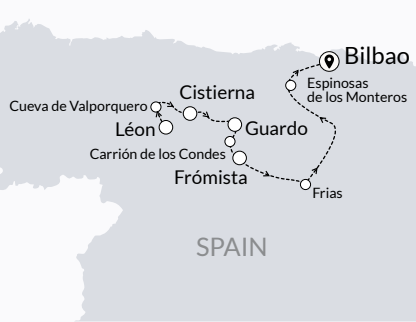 Bilbao
Espinosas
de los Monteros
Cistierna
Cueva de Valporquero
Léon
Guardo
Carrión de los Condes
Frómista
Frias
SPAIN